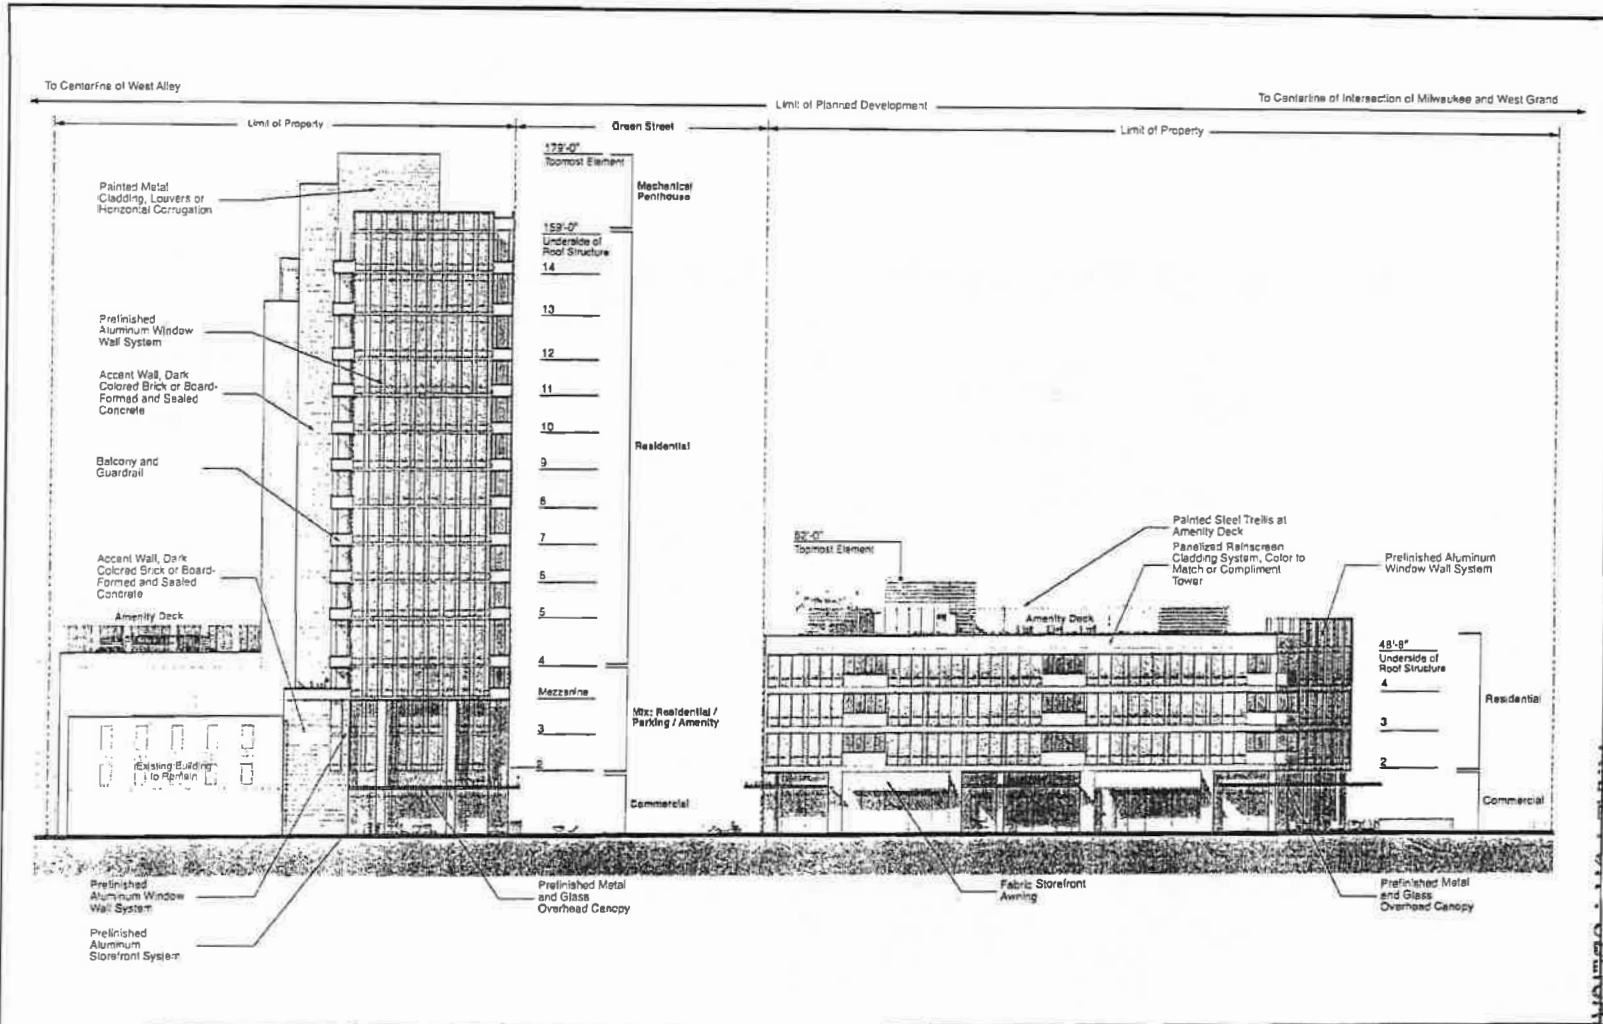 To Centerline of West Alley
Limit of Planned Development
To Centerline of Intersection of Milwaukee and West Grand
Limit of Property
Green Street
Limit of Property
179'-0"
Topmost Element
Mechanical
Penthouse
Painted Metal
Cladding, Louvers or
Horizontal Corrugation
159'-0"
Underside of
Roof Structure
14
13
Prefinished
Aluminum Window
Wall System
12
Accent Wall, Dark
Colored Brick or Board-
Formed and Sealed
Concrete
11
10
Residential
Balcony and
Guardrail
9
8
7
6
5
4
Mezzanine
3
2
Accent Wall, Dark
Colored Brick or Board-
Formed and Sealed
Concrete
Amenity Deck
Existing Building
to Remain
Mix: Residential /
Parking / Amenity
Commercial
Topmost Element
Painted Steel Trellis at
Amenity Deck
Panelized Rainscreen
Cladding System, Color to
Match or Compliment
Tower
Prefinished Aluminum
Window Wall System
Amenity Deck
48'-8"
Underside of
Roof Structure
4
3
2
Residential
Commercial
Prefinished
Aluminum Window
Wall System
Prefinished
Aluminum
Storefront System
Prefinished Metal
and Glass
Overhead Canopy
Fabric Storefront
Awning
Prefinished Metal
and Glass
Overhead Canopy